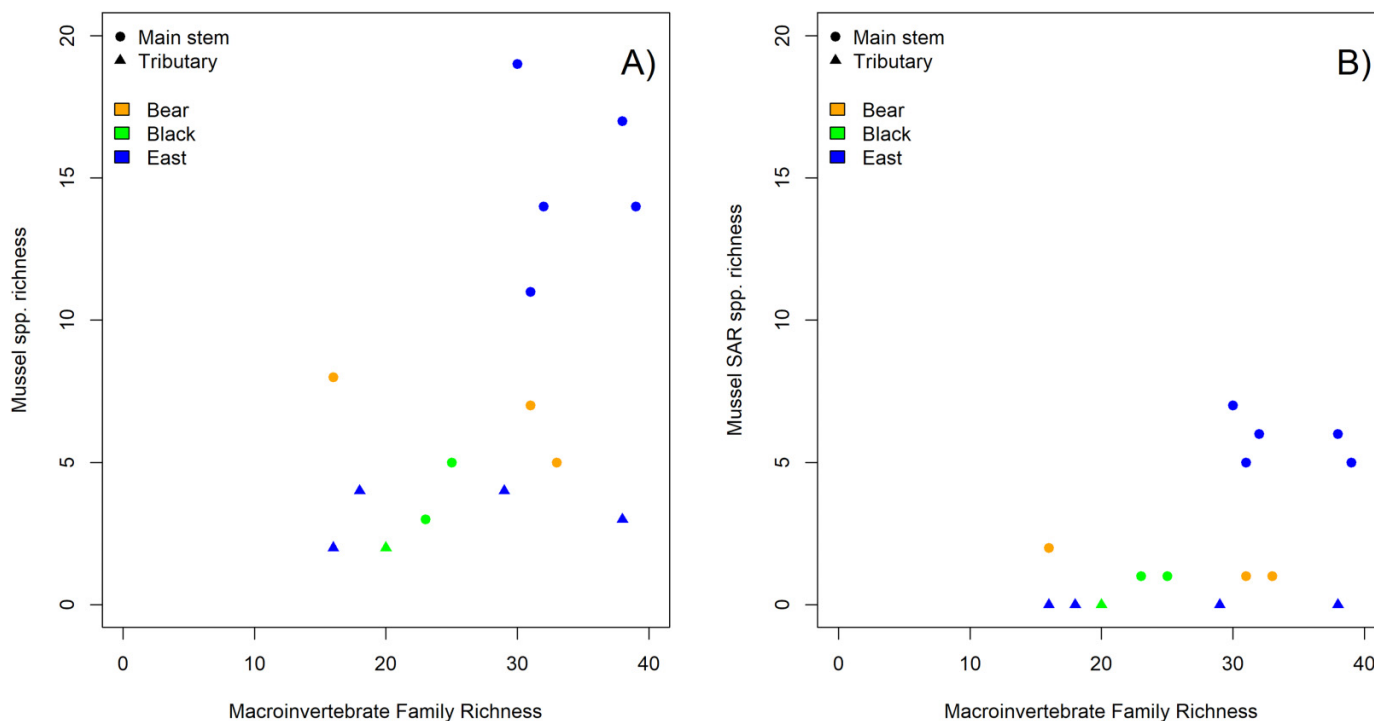 A)
Main stem
Tributary
Bear
Black
East
Mussel spp. richness
20
15
10
5
0
0 10 20 30 40
Macroinvertebrate Family Richness
B)
Main stem
Tributary
Bear
Black
East
Mussel SAR spp. richness
20
15
10
5
0
0 10 20 30 40
Macroinvertebrate Family Richness